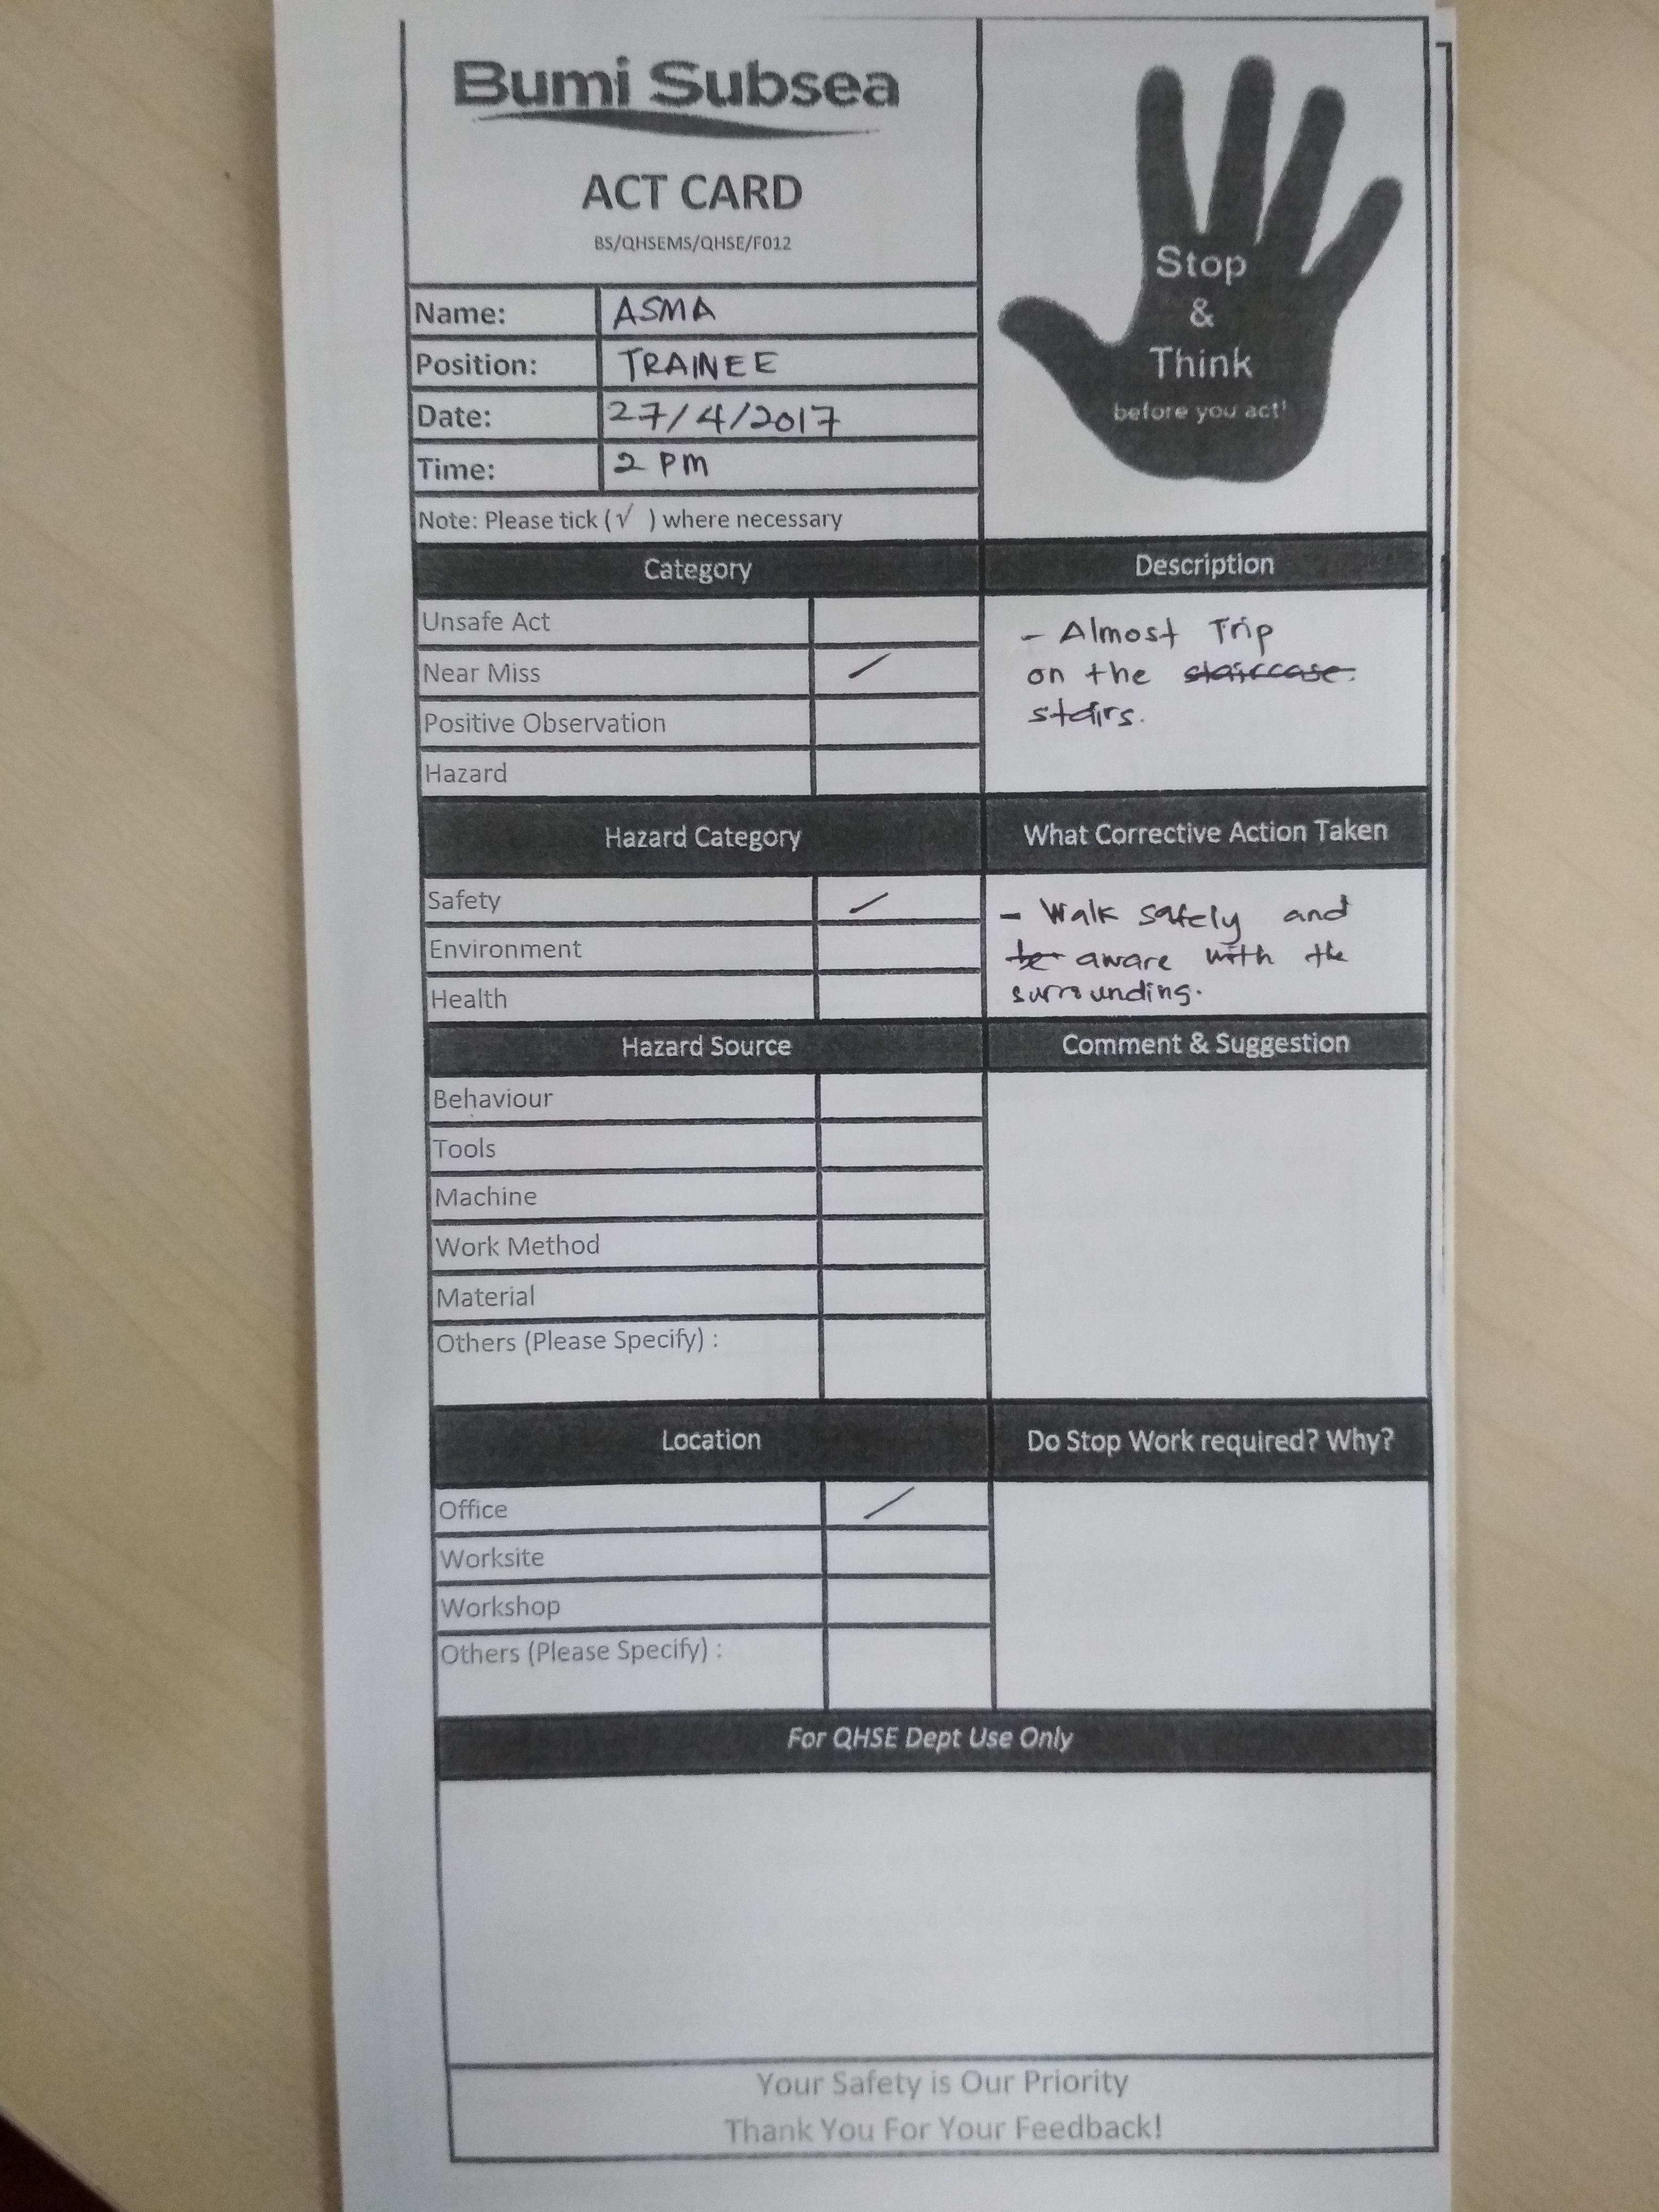 Bumi Subsea
ACT CARD
BS/QHSEMS/QHSE/F012
Stop
&
Think
before you act!
Name: ASMA
Position: TRAINEE
Date: 27/4/2017
Time: 2 PM
Note: Please tick (√ ) where necessary
Category
Description
Unsafe Act
Near Miss /
Positive Observation
Hazard
- Almost Trip
on the staircase.
stairs.
Hazard Category
What Corrective Action Taken
Safety /
Environment
Health
- Walk safely and
be aware with the
surrounding.
Hazard Source
Comment & Suggestion
Behaviour
Tools
Machine
Work Method
Material
Others (Please Specify) :
Location
Do Stop Work required? Why?
Office /
Worksite
Workshop
Others (Please Specify) :
For QHSE Dept Use Only
Your Safety is Our Priority
Thank You For Your Feedback!